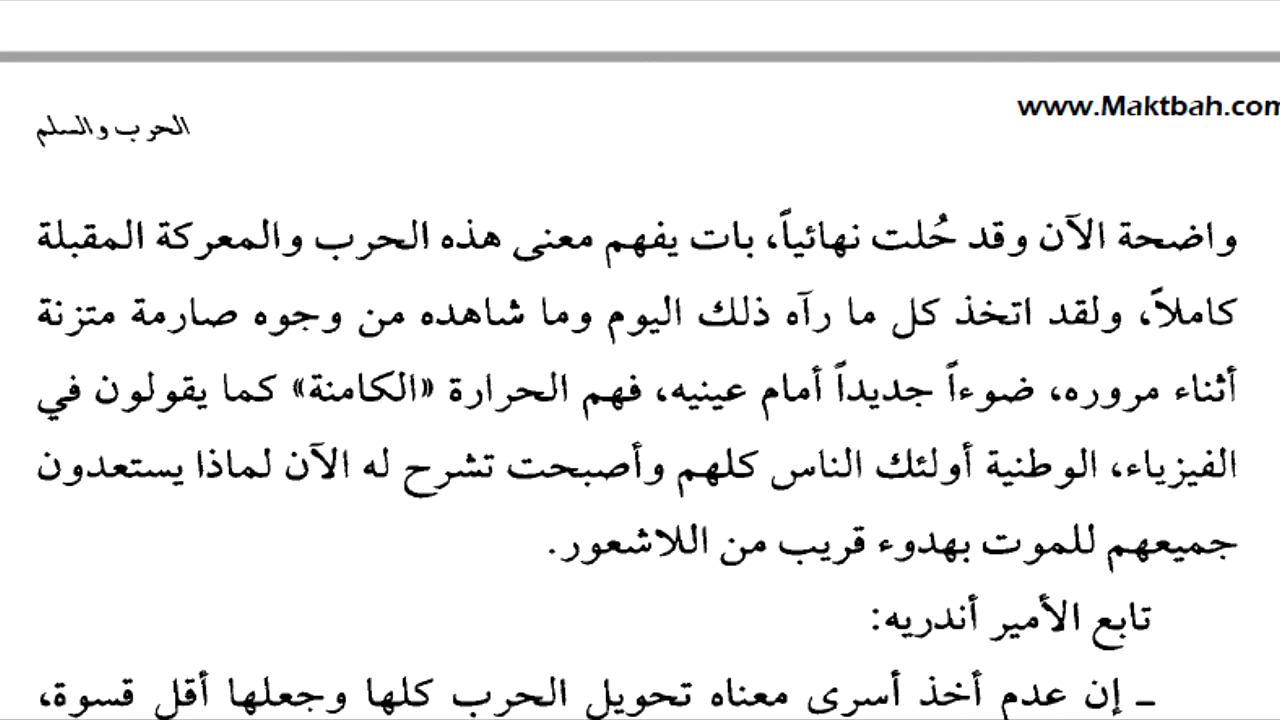 www.Maktbah.com
الحرب والسلم
واضحة الآن وقد حُلت نهائياً، بات يفهم معنى هذه الحرب والمعركة المقبلة
كاملاً، ولقد اتخذ كل ما رآه ذلك اليوم وما شاهده من وجوه صارمة متزنة
أثناء مروره، ضوءاً جديداً أمام عينيه، فهم الحرارة «الكامنة» كما يقولون في
الفيزياء، الوطنية أولئك الناس كلهم وأصبحت تشرح له الآن لماذا يستعدون
جميعهم للموت بهدوء قريب من اللاشعور.
تابع الأمير أندريه:
ـ إن عدم أخذ أسرى معناه تحويل الحرب كلها وجعلها أقل قسوة،